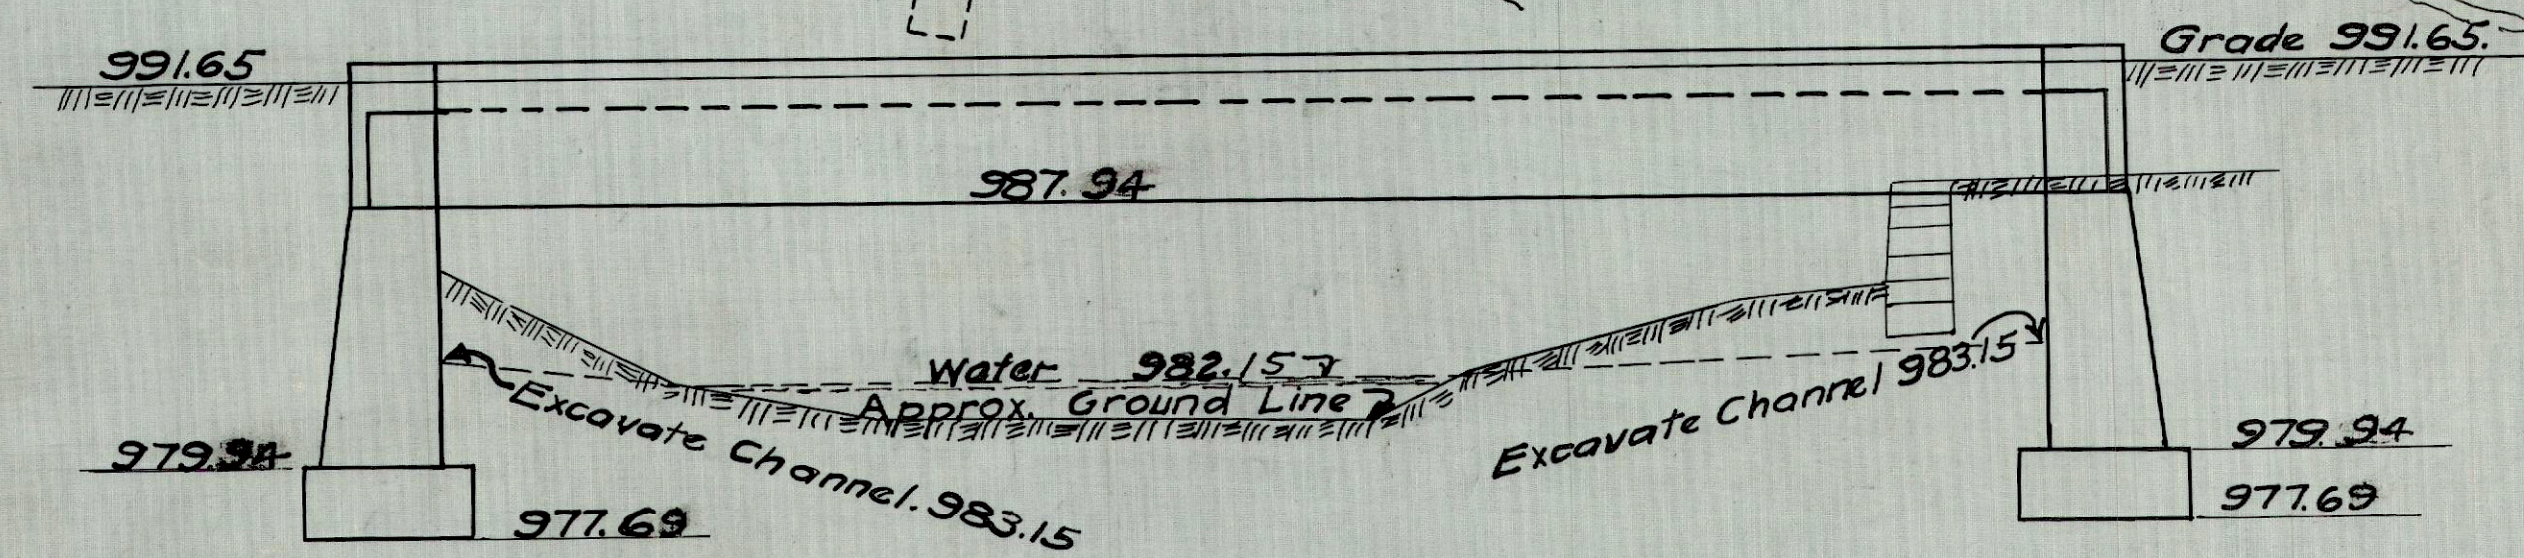 991.65
Grade 991.65.
987.94
Water 982.15
Approx. Ground Line
Excavate Channel 983.15
Excavate Channel. 983.15
979.94
979.94
977.69
977.69